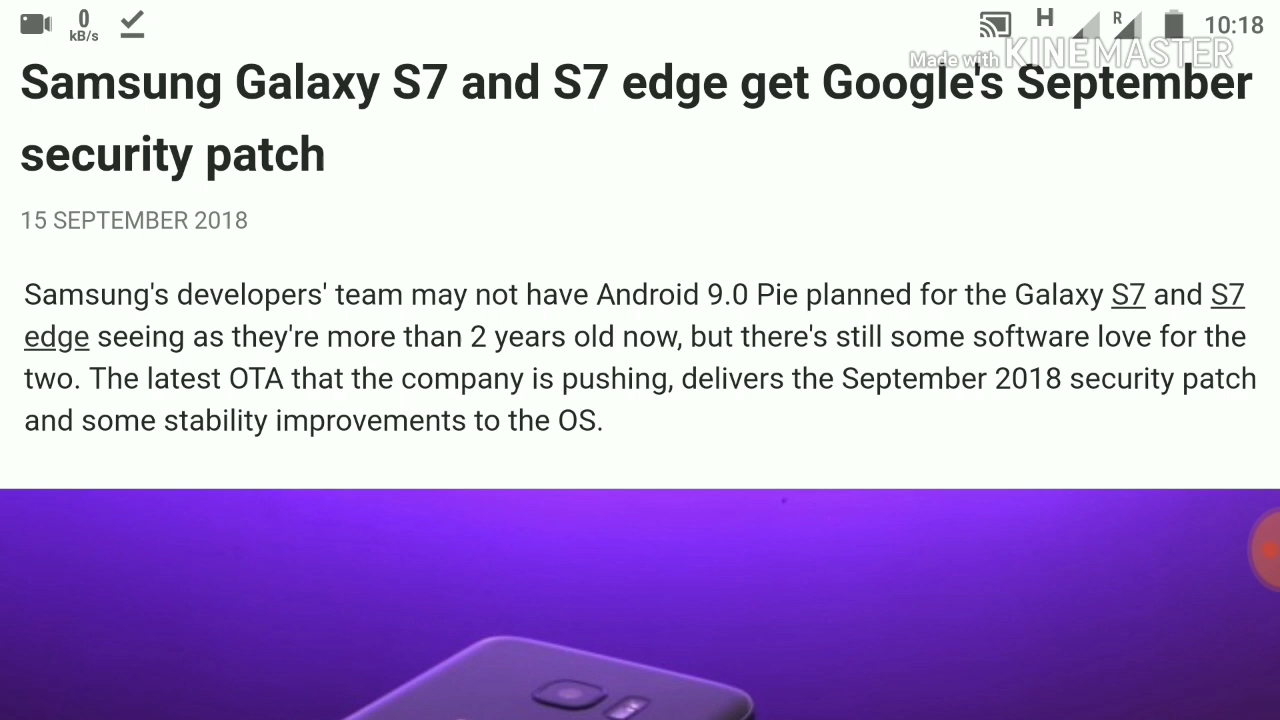 0
kB/s
H
R
10:18
Made with KINEMASTER
Samsung Galaxy S7 and S7 edge get Google's September
security patch
15 SEPTEMBER 2018
Samsung's developers' team may not have Android 9.0 Pie planned for the Galaxy S7 and S7
edge seeing as they're more than 2 years old now, but there's still some software love for the
two. The latest OTA that the company is pushing, delivers the September 2018 security patch
and some stability improvements to the OS.